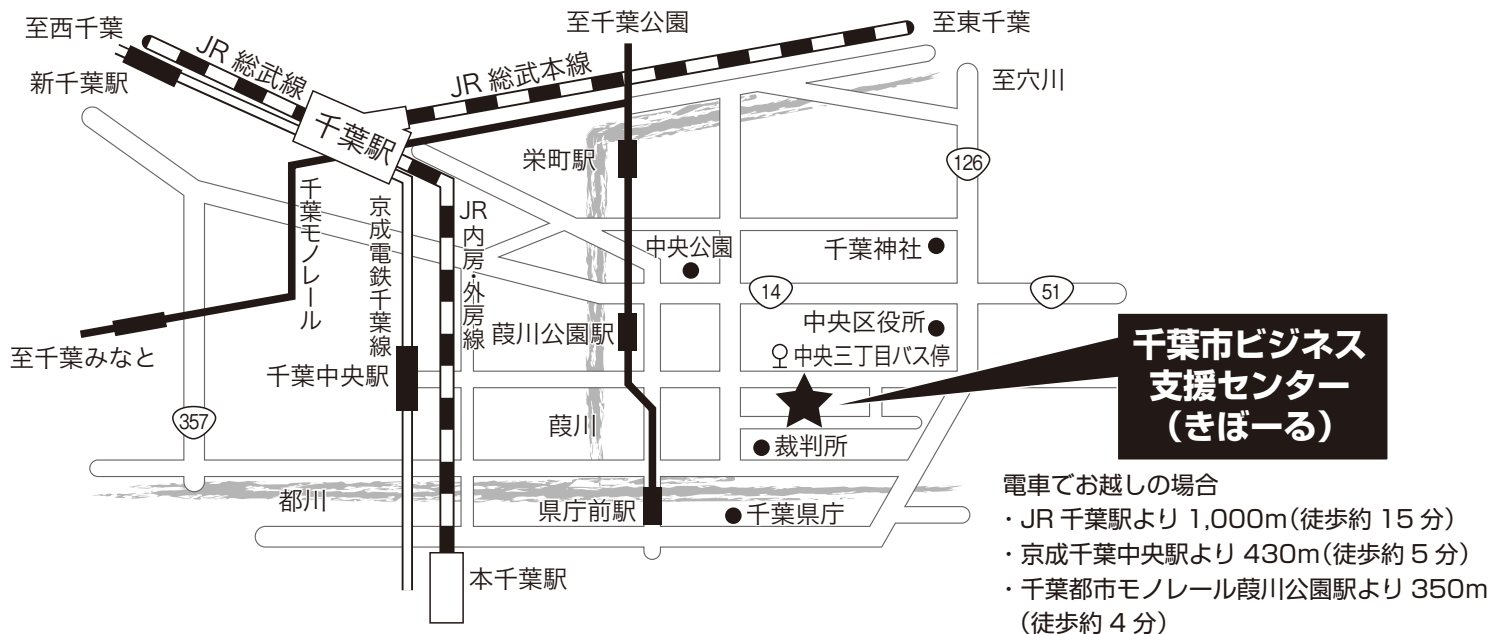 至千葉公園
至西千葉
至東千葉
JR 総武線
JR 総武本線
新千葉駅
至穴川
千葉駅
栄町駅
126
千葉モノレール
京成電鉄千葉線
JR内房・外房線
中央公園
千葉神社
14
51
葭川公園駅
中央区役所
中央三丁目バス停
至千葉みなと
千葉中央駅
千葉市ビジネス
支援センター
（きぼーる）
357
葭川
裁判所
都川
県庁前駅
千葉県庁
本千葉駅
電車でお越しの場合
・JR 千葉駅より 1,000m（徒歩約 15 分）
・京成千葉中央駅より 430m（徒歩約 5 分）
・千葉都市モノレール葭川公園駅より 350m
（徒歩約 4 分）